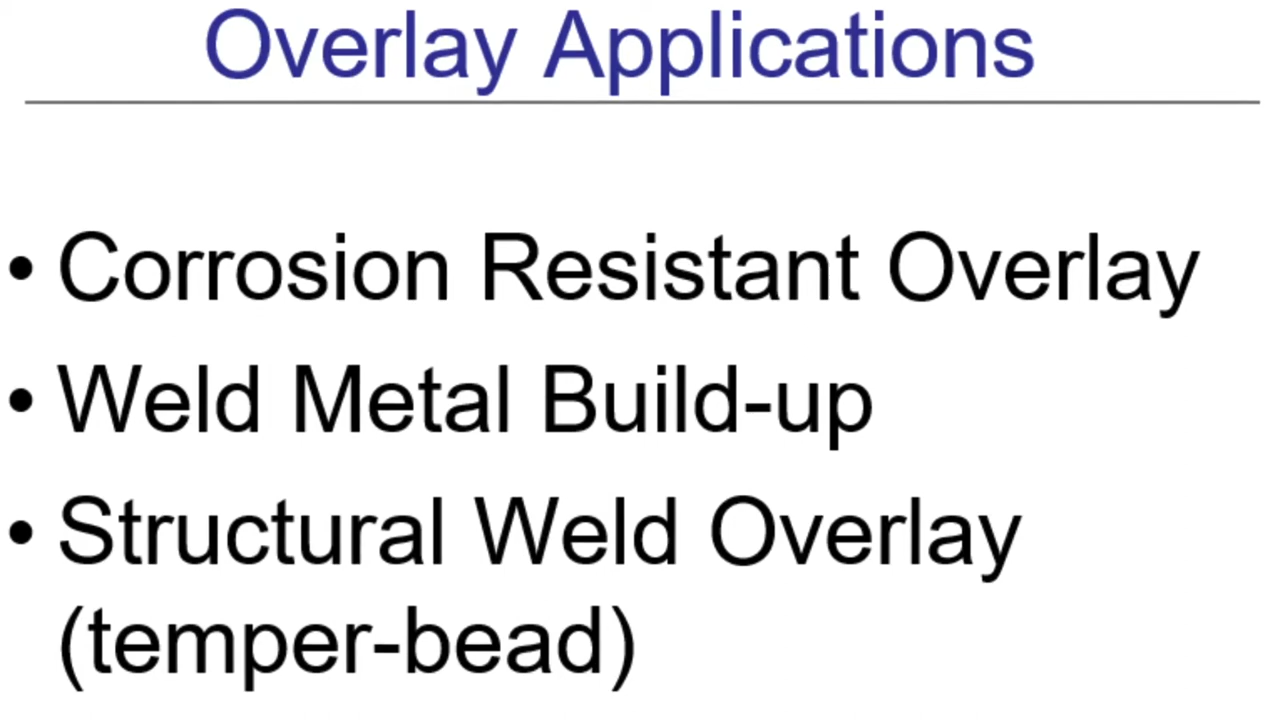 Overlay Applications
• Corrosion Resistant Overlay
• Weld Metal Build-up
• Structural Weld Overlay
(temper-bead)